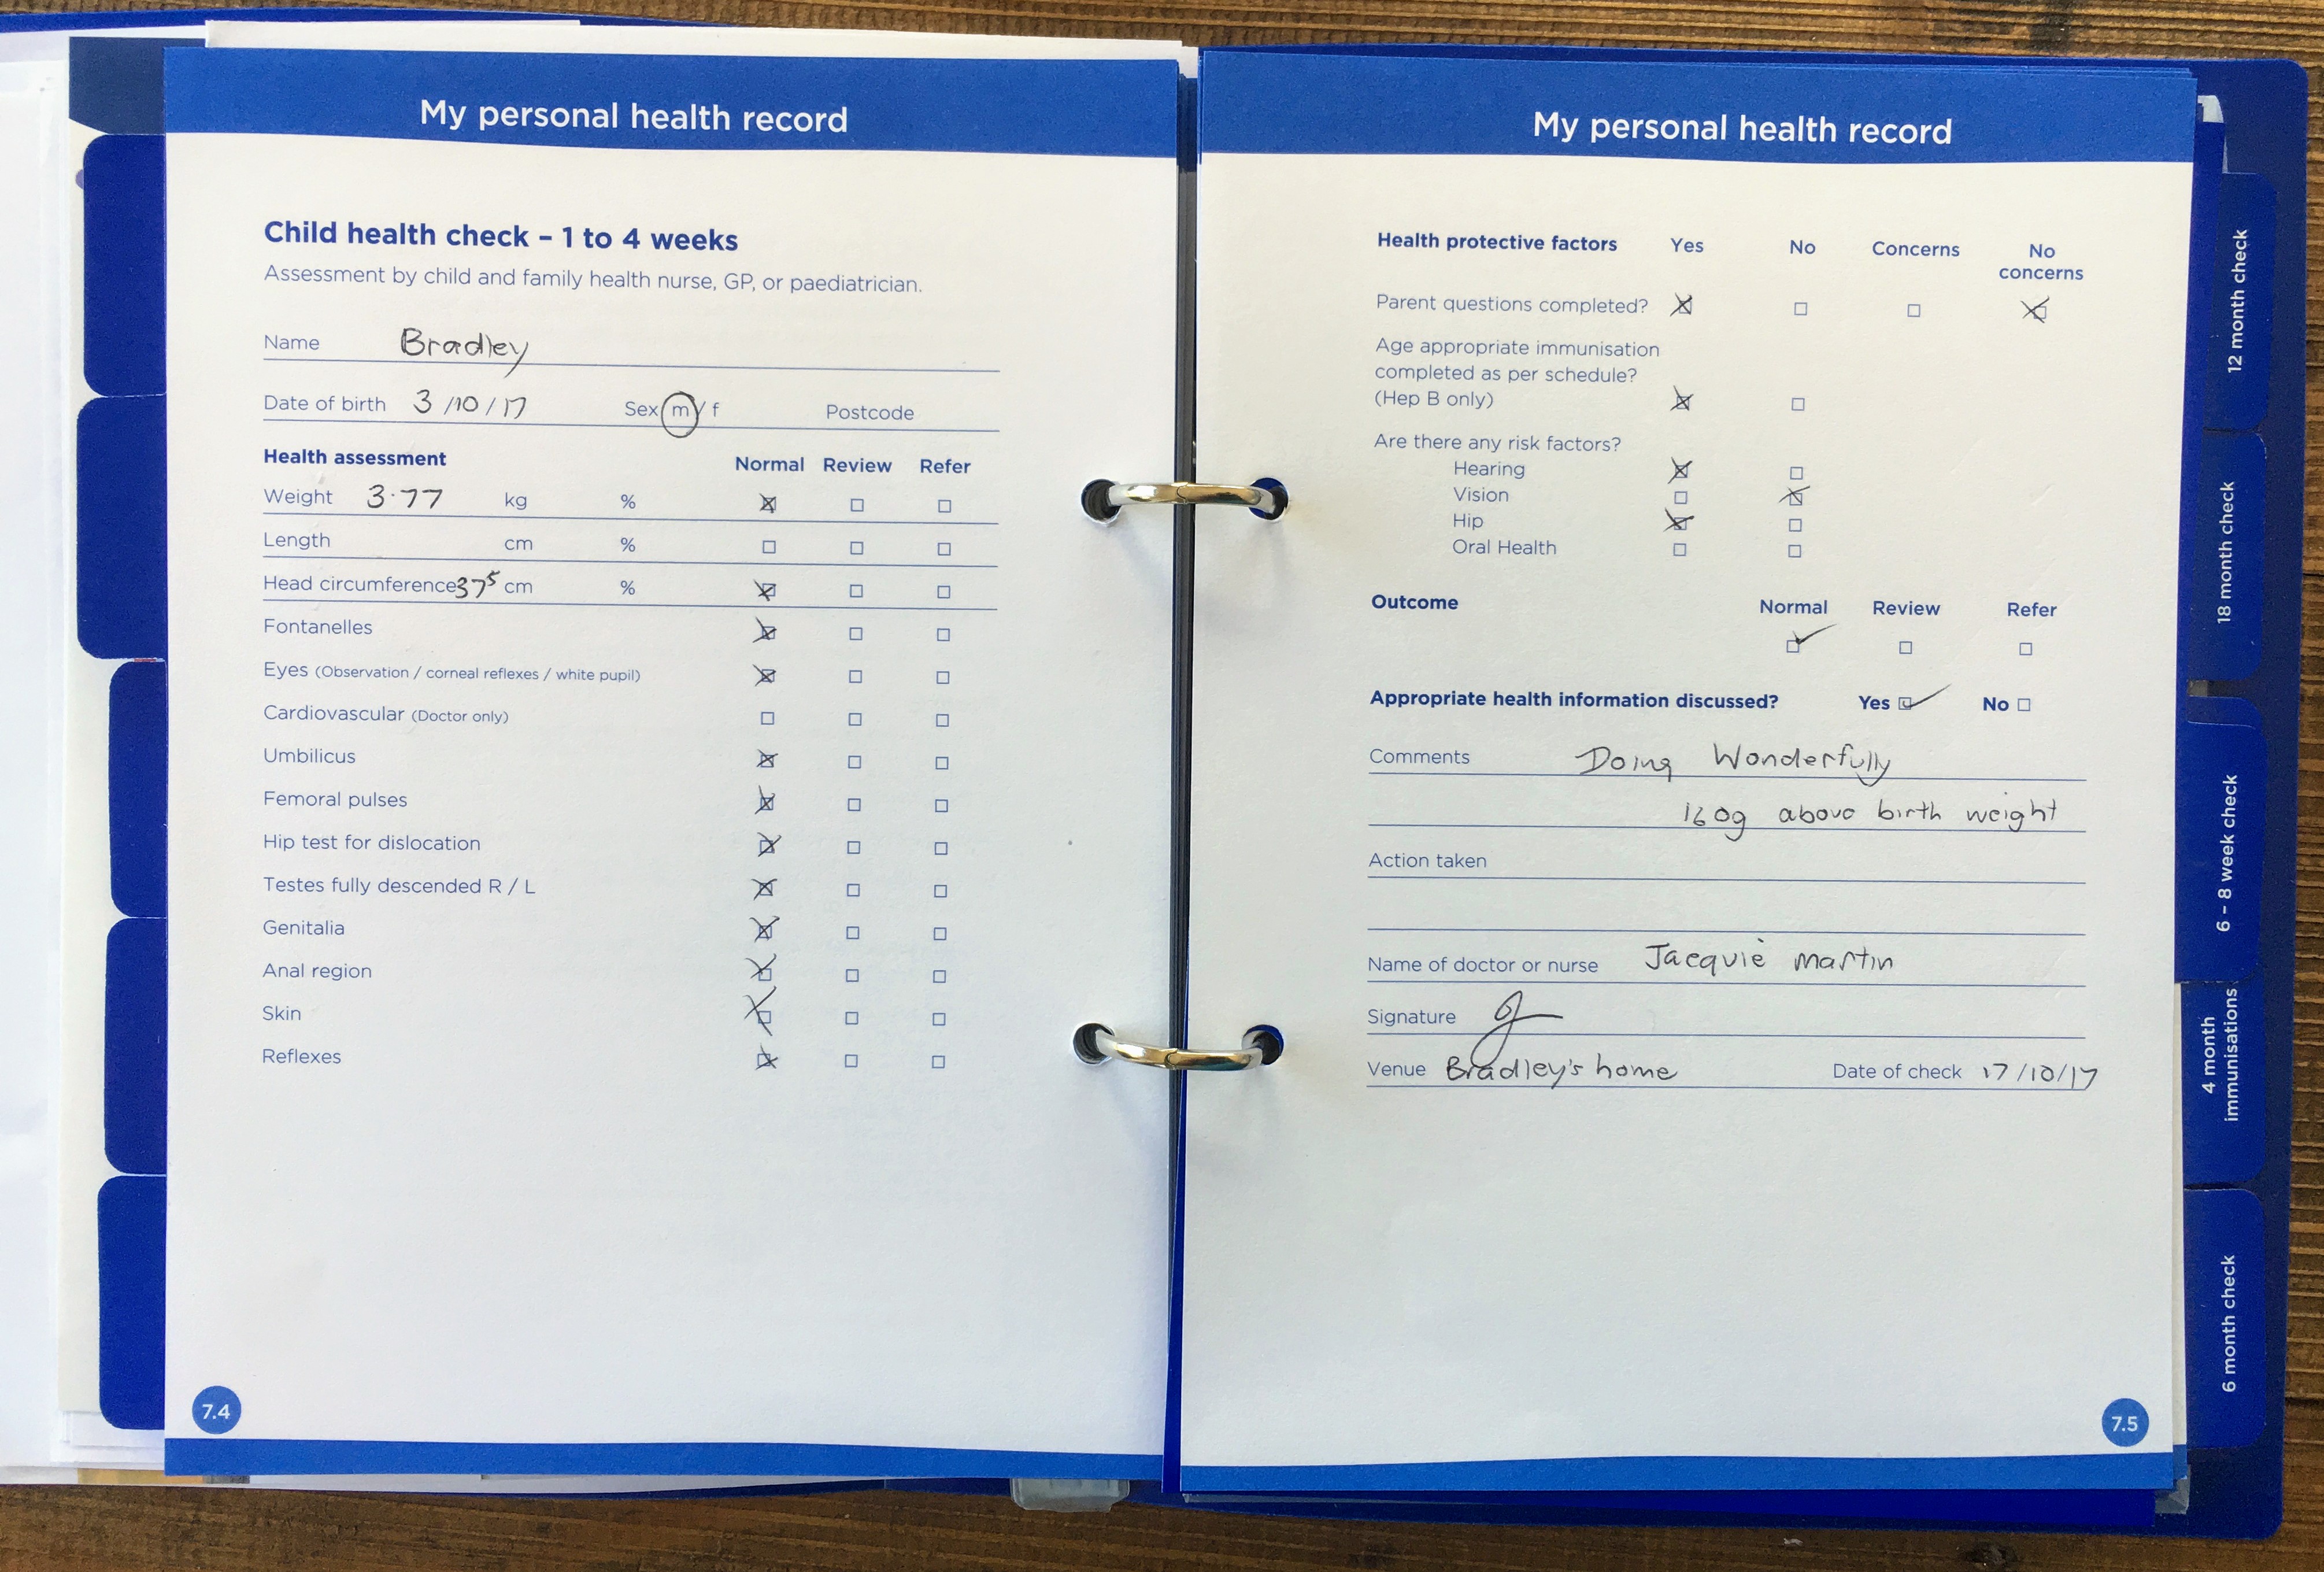 My personal health record
Child health check – 1 to 4 weeks
Assessment by child and family health nurse, GP, or paediatrician.
Name Bradley
Date of birth 3/10/17 Sex m / f Postcode
Health assessment Normal Review Refer
Weight 3.77 kg %
Length cm %
Head circumference 37⁵ cm %
Fontanelles
Eyes (Observation / corneal reflexes / white pupil)
Cardiovascular (Doctor only)
Umbilicus
Femoral pulses
Hip test for dislocation
Testes fully descended R / L
Genitalia
Anal region
Skin
Reflexes
7.4
My personal health record
Health protective factors Yes No Concerns No
concerns
Parent questions completed?
Age appropriate immunisation
completed as per schedule?
(Hep B only)
Are there any risk factors?
Hearing
Vision
Hip
Oral Health
Outcome Normal Review Refer
Appropriate health information discussed? Yes No
Comments Doing Wonderfully
160g above birth weight
Action taken
Name of doctor or nurse Jacquie Martin
Signature
Venue Bradley's home Date of check 17/10/17
7.5
12 month check
18 month check
6 – 8 week check
4 month
immunisations
6 month check